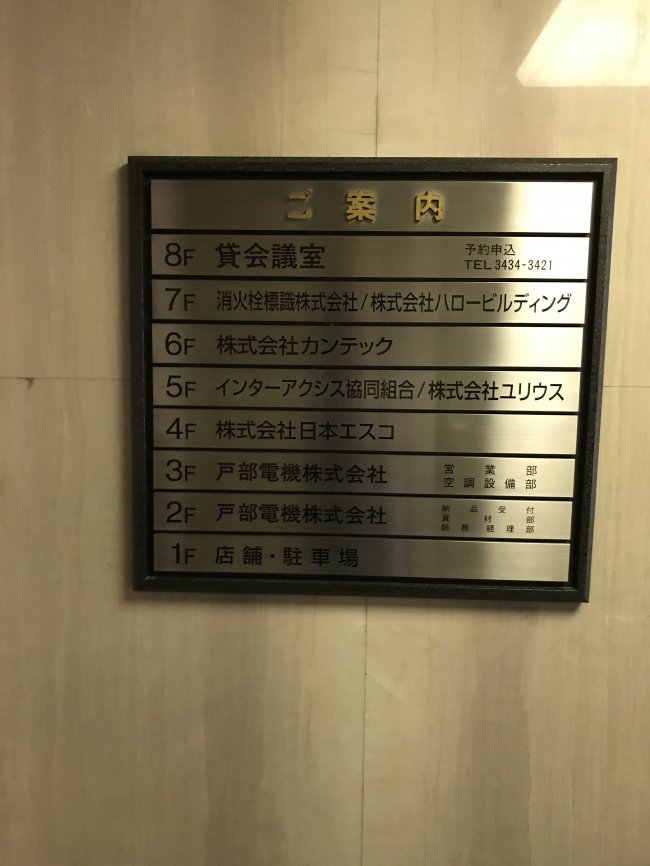 ご案内
8F 貸会議室 予約申込
TEL3434-3421
7F 消火栓標識株式会社/株式会社ハロービルディング
6F 株式会社カンテック
5F インターアクシス協同組合/株式会社ユリウス
4F 株式会社日本エスコ
3F 戸部電機株式会社 営業部
空調設備部
2F 戸部電機株式会社 納品受付
資材部
総務経理部
1F 店舗・駐車場